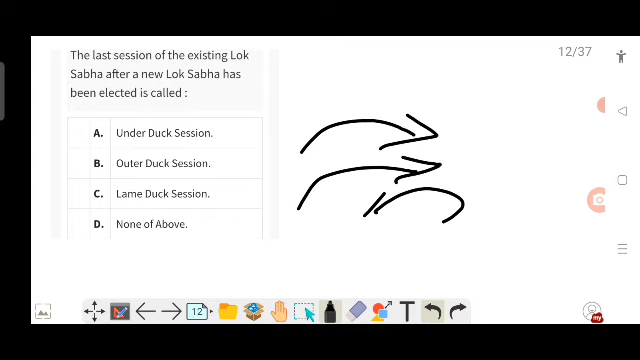 The last session of the existing Lok
Sabha after a new Lok Sabha has
been elected is called :
12/37
A. Under Duck Session.
B. Outer Duck Session.
C. Lame Duck Session.
D. None of Above.
12
T
my